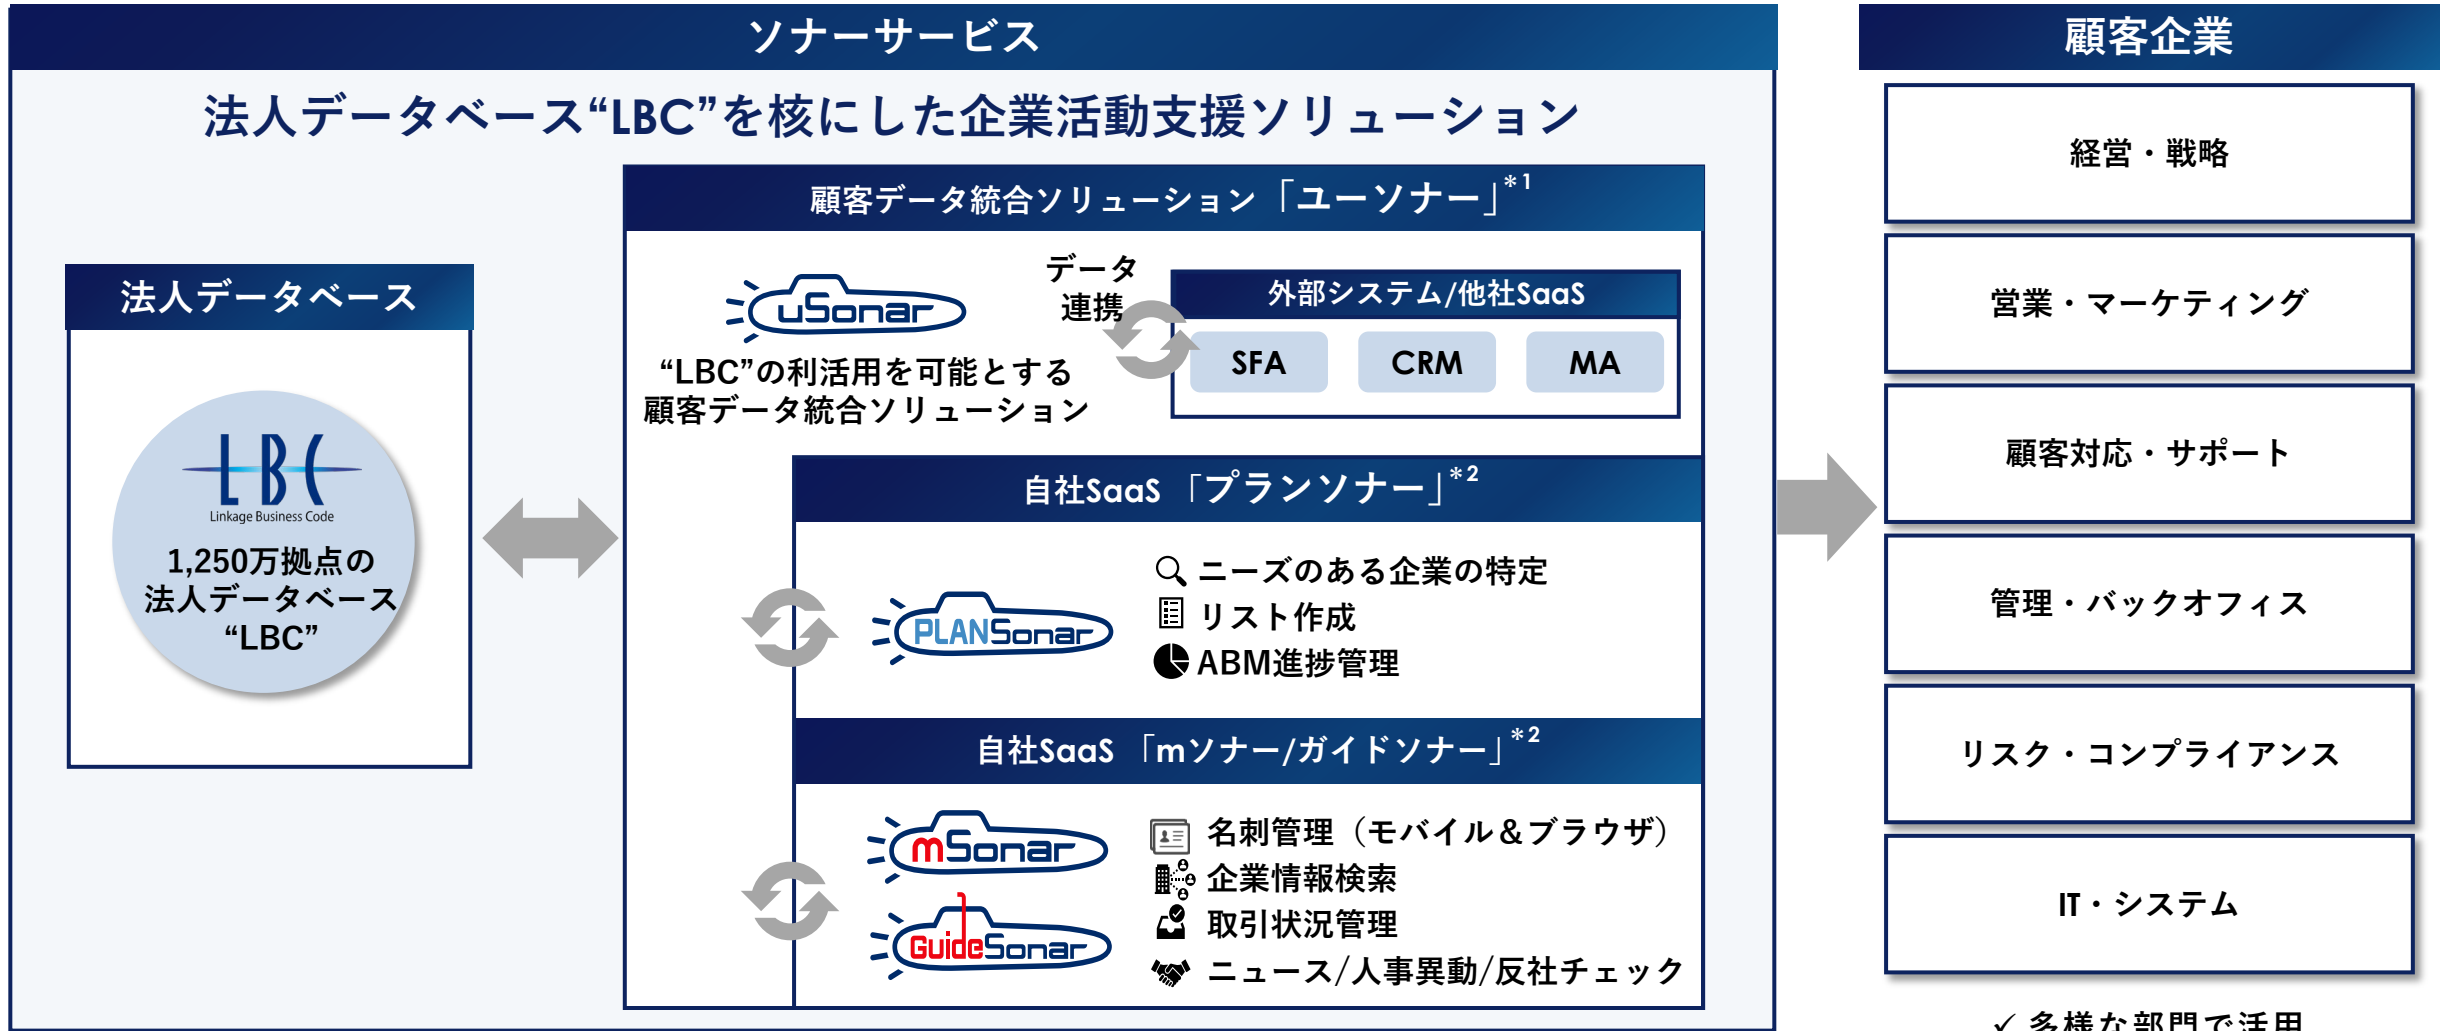 ソナーサービス
法人データベース“LBC”を核にした企業活動支援ソリューション
法人データベース
LBC
Linkage Business Code
1,250万拠点の
法人データベース
“LBC”
顧客データ統合ソリューション「ユーソナー」*1
uSonar
“LBC”の利活用を可能とする
顧客データ統合ソリューション
データ
連携
外部システム/他社SaaS
SFA
CRM
MA
自社SaaS「プランソナー」*2
PLANSonar
ニーズのある企業の特定
リスト作成
ABM進捗管理
自社SaaS「mソナー/ガイドソナー」*2
mSonar
GuideSonar
名刺管理（モバイル＆ブラウザ）
企業情報検索
取引状況管理
ニュース/人事異動/反社チェック
顧客企業
経営・戦略
営業・マーケティング
顧客対応・サポート
管理・バックオフィス
リスク・コンプライアンス
IT・システム
✓ 多様な部門で活用